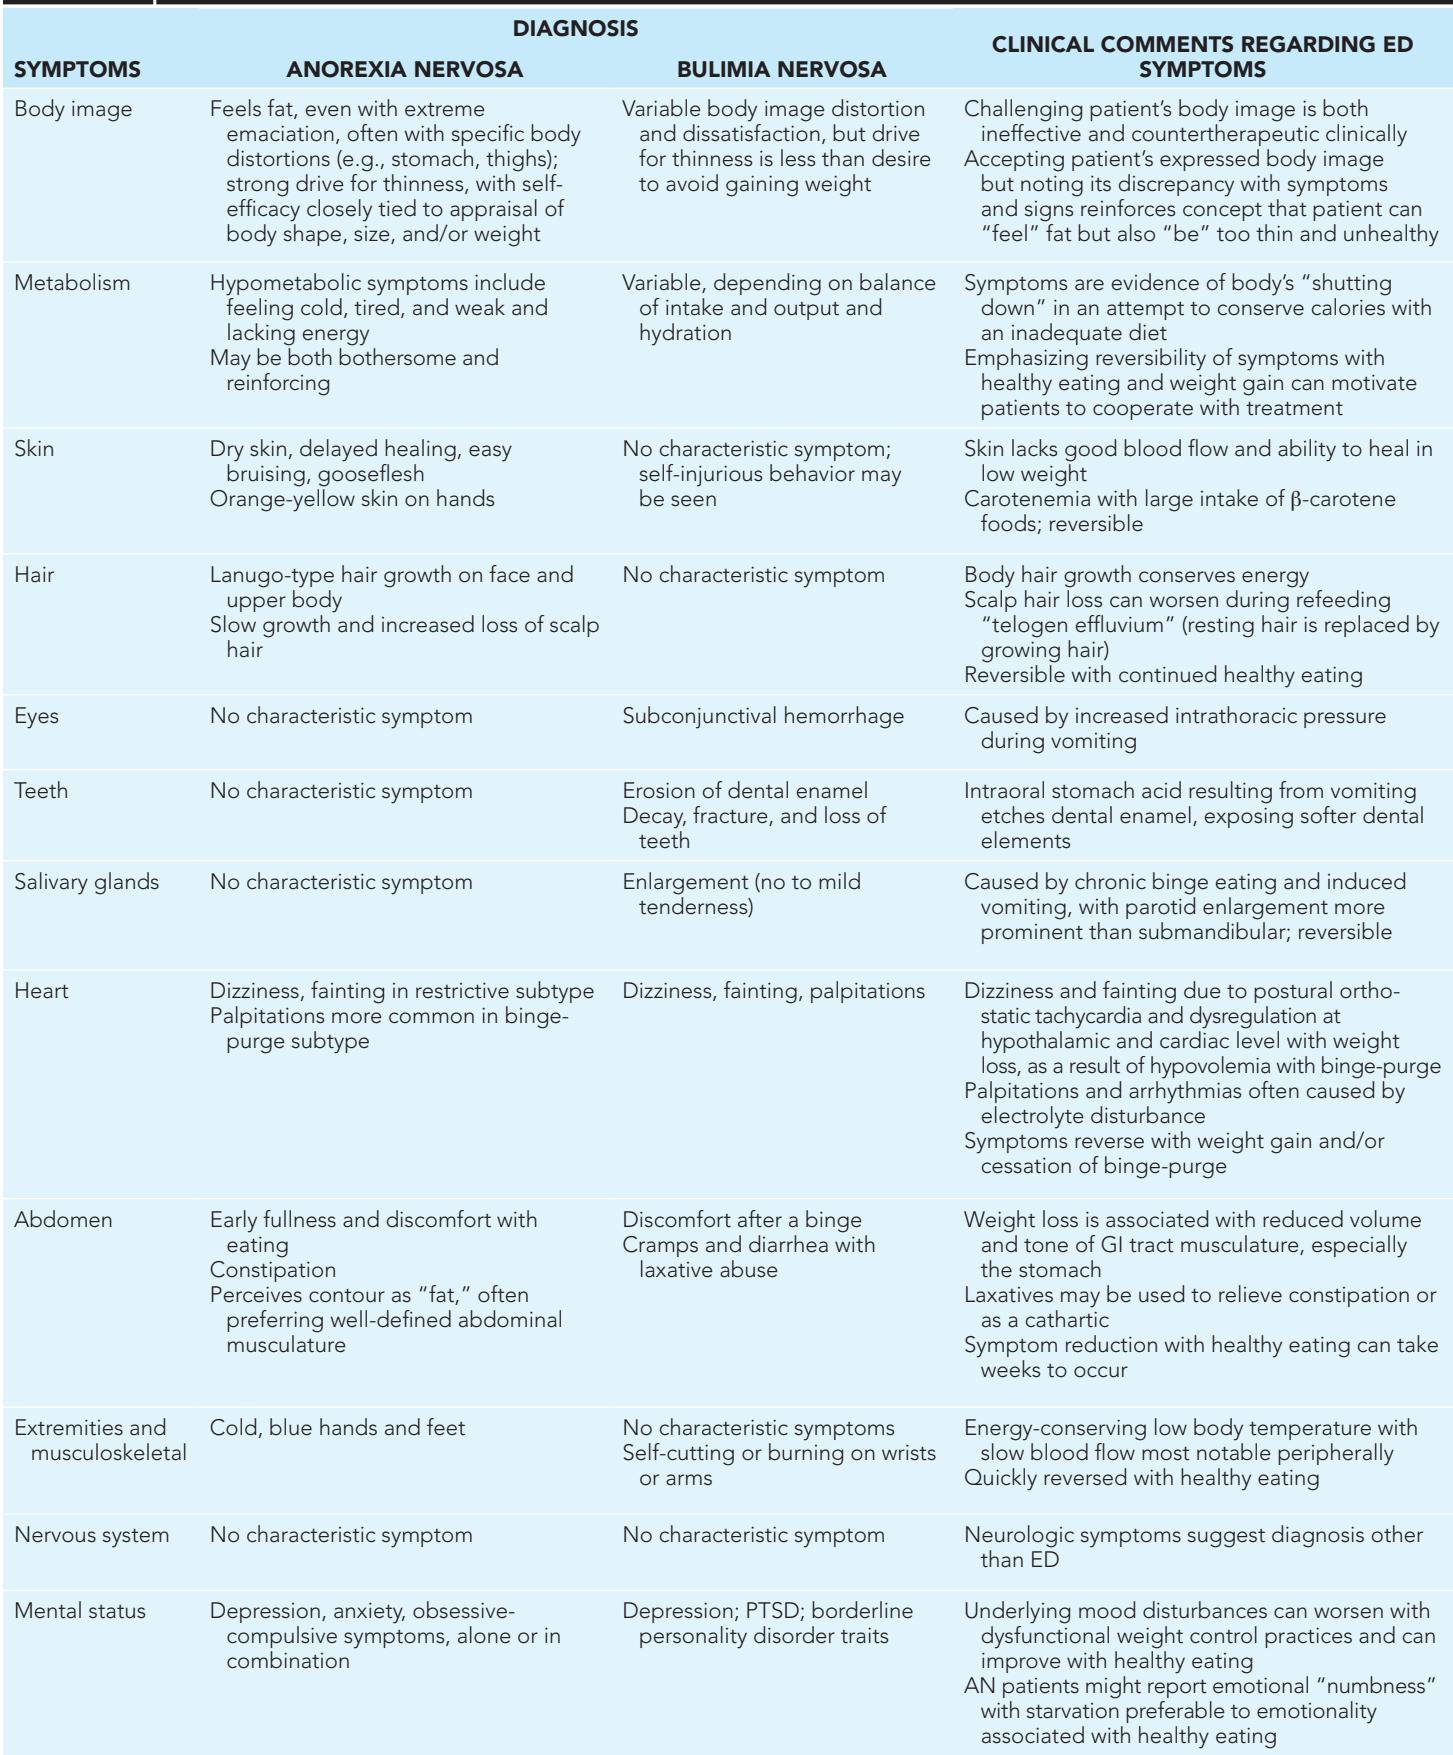 DIAGNOSIS
SYMPTOMS
ANOREXIA NERVOSA
BULIMIA NERVOSA
CLINICAL COMMENTS REGARDING ED
SYMPTOMS
Body image
Feels fat, even with extreme
emaciation, often with specific body
distortions (e.g., stomach, thighs);
strong drive for thinness, with self-
efficacy closely tied to appraisal of
body shape, size, and/or weight
Variable body image distortion
and dissatisfaction, but drive
for thinness is less than desire
to avoid gaining weight
Challenging patient’s body image is both
ineffective and countertherapeutic clinically
Accepting patient’s expressed body image
but noting its discrepancy with symptoms
and signs reinforces concept that patient can
“feel” fat but also “be” too thin and unhealthy
Metabolism
Hypometabolic symptoms include
feeling cold, tired, and weak and
lacking energy
May be both bothersome and
reinforcing
Variable, depending on balance
of intake and output and
hydration
Symptoms are evidence of body’s “shutting
down” in an attempt to conserve calories with
an inadequate diet
Emphasizing reversibility of symptoms with
healthy eating and weight gain can motivate
patients to cooperate with treatment
Skin
Dry skin, delayed healing, easy
bruising, gooseflesh
Orange-yellow skin on hands
No characteristic symptom;
self-injurious behavior may
be seen
Skin lacks good blood flow and ability to heal in
low weight
Carotenemia with large intake of β-carotene
foods; reversible
Hair
Lanugo-type hair growth on face and
upper body
Slow growth and increased loss of scalp
hair
No characteristic symptom
Body hair growth conserves energy
Scalp hair loss can worsen during refeeding
“telogen effluvium” (resting hair is replaced by
growing hair)
Reversible with continued healthy eating
Eyes
No characteristic symptom
Subconjunctival hemorrhage
Caused by increased intrathoracic pressure
during vomiting
Teeth
No characteristic symptom
Erosion of dental enamel
Decay, fracture, and loss of
teeth
Intraoral stomach acid resulting from vomiting
etches dental enamel, exposing softer dental
elements
Salivary glands
No characteristic symptom
Enlargement (no to mild
tenderness)
Caused by chronic binge eating and induced
vomiting, with parotid enlargement more
prominent than submandibular; reversible
Heart
Dizziness, fainting in restrictive subtype
Palpitations more common in binge-
purge subtype
Dizziness, fainting, palpitations
Dizziness and fainting due to postural ortho-
static tachycardia and dysregulation at
hypothalamic and cardiac level with weight
loss, as a result of hypovolemia with binge-purge
Palpitations and arrhythmias often caused by
electrolyte disturbance
Symptoms reverse with weight gain and/or
cessation of binge-purge
Abdomen
Early fullness and discomfort with
eating
Constipation
Perceives contour as “fat,” often
preferring well-defined abdominal
musculature
Discomfort after a binge
Cramps and diarrhea with
laxative abuse
Weight loss is associated with reduced volume
and tone of GI tract musculature, especially
the stomach
Laxatives may be used to relieve constipation or
as a cathartic
Symptom reduction with healthy eating can take
weeks to occur
Extremities and
musculoskeletal
Cold, blue hands and feet
No characteristic symptoms
Self-cutting or burning on wrists
or arms
Energy-conserving low body temperature with
slow blood flow most notable peripherally
Quickly reversed with healthy eating
Nervous system
No characteristic symptom
No characteristic symptom
Neurologic symptoms suggest diagnosis other
than ED
Mental status
Depression, anxiety, obsessive-
compulsive symptoms, alone or in
combination
Depression; PTSD; borderline
personality disorder traits
Underlying mood disturbances can worsen with
dysfunctional weight control practices and can
improve with healthy eating
AN patients might report emotional “numbness”
with starvation preferable to emotionality
associated with healthy eating